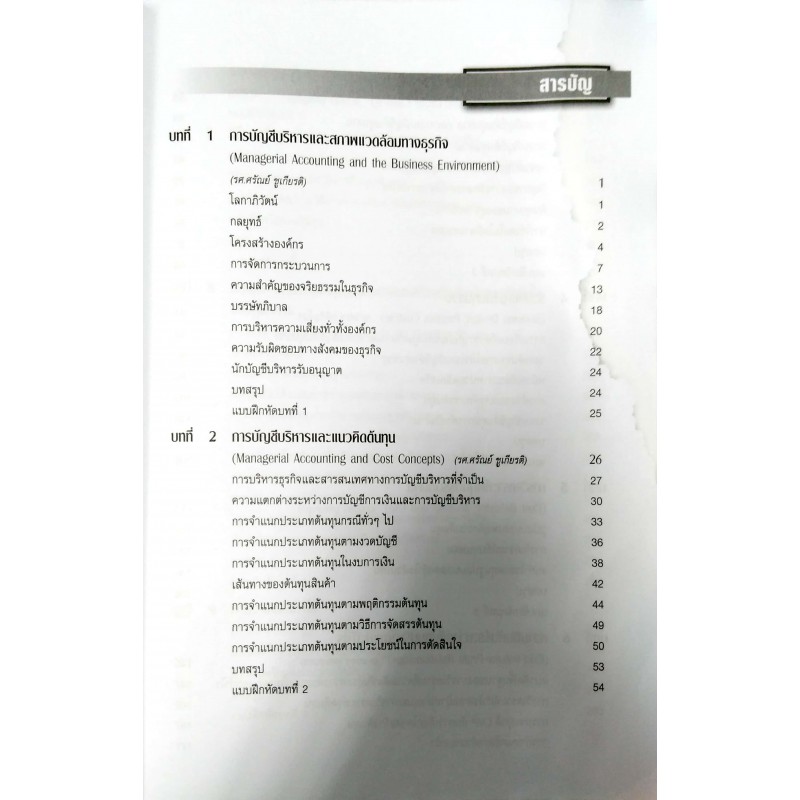 สารบัญ
บทที่ 1 การบัญชีบริหารและสภาพแวดล้อมทางธุรกิจ
(Managerial Accounting and the Business Environment)
(รศ.ศรัณย์ ชูเกียรติ) 1
โลกาภิวัตน์ 1
กลยุทธ์ 2
โครงสร้างองค์กร 4
การจัดการกระบวนการ 7
ความสำคัญของจริยธรรมในธุรกิจ 13
บรรษัทภิบาล 18
การบริหารความเสี่ยงทั่วทั้งองค์กร 20
ความรับผิดชอบทางสังคมของธุรกิจ 22
นักบัญชีบริหารรับอนุญาต 24
บทสรุป 24
แบบฝึกหัดบทที่ 1 25
บทที่ 2 การบัญชีบริหารและแนวคิดต้นทุน
(Managerial Accounting and Cost Concepts) (รศ.ศรัณย์ ชูเกียรติ) 26
การบริหารธุรกิจและสารสนเทศทางการบัญชีบริหารที่จำเป็น 27
ความแตกต่างระหว่างการบัญชีการเงินและการบัญชีบริหาร 30
การจำแนกประเภทต้นทุนกรณีทั่วๆ ไป 33
การจำแนกประเภทต้นทุนตามงวดบัญชี 36
การจำแนกประเภทต้นทุนในงบการเงิน 38
เส้นทางของต้นทุนสินค้า 42
การจำแนกประเภทต้นทุนตามพฤติกรรมต้นทุน 44
การจำแนกประเภทต้นทุนตามวิธีการจัดสรรต้นทุน 49
การจำแนกประเภทต้นทุนตามประโยชน์ในการตัดสินใจ 50
บทสรุป 53
แบบฝึกหัดบทที่ 2 54